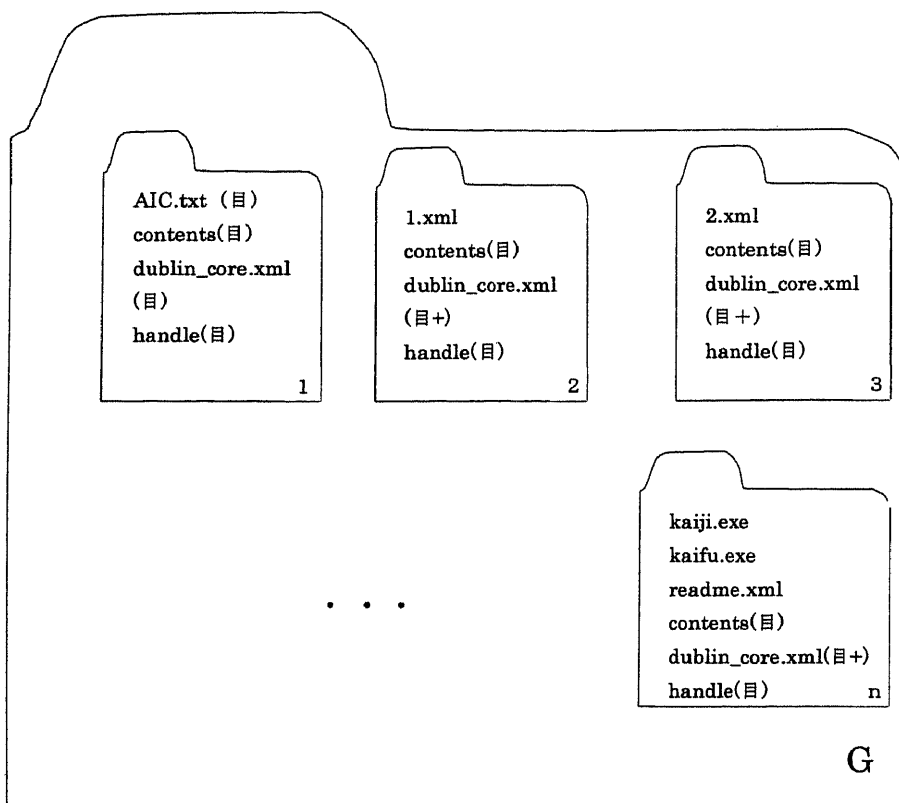 AIC.txt (目)
contents(目)
dublin_core.xml
(目)
handle(目)
1
1.xml
contents(目)
dublin_core.xml
(目+)
handle(目)
2
2.xml
contents(目)
dublin_core.xml
(目+)
handle(目)
3
. . .
kaiji.exe
kaifu.exe
readme.xml
contents(目)
dublin_core.xml(目+)
handle(目)
n
G